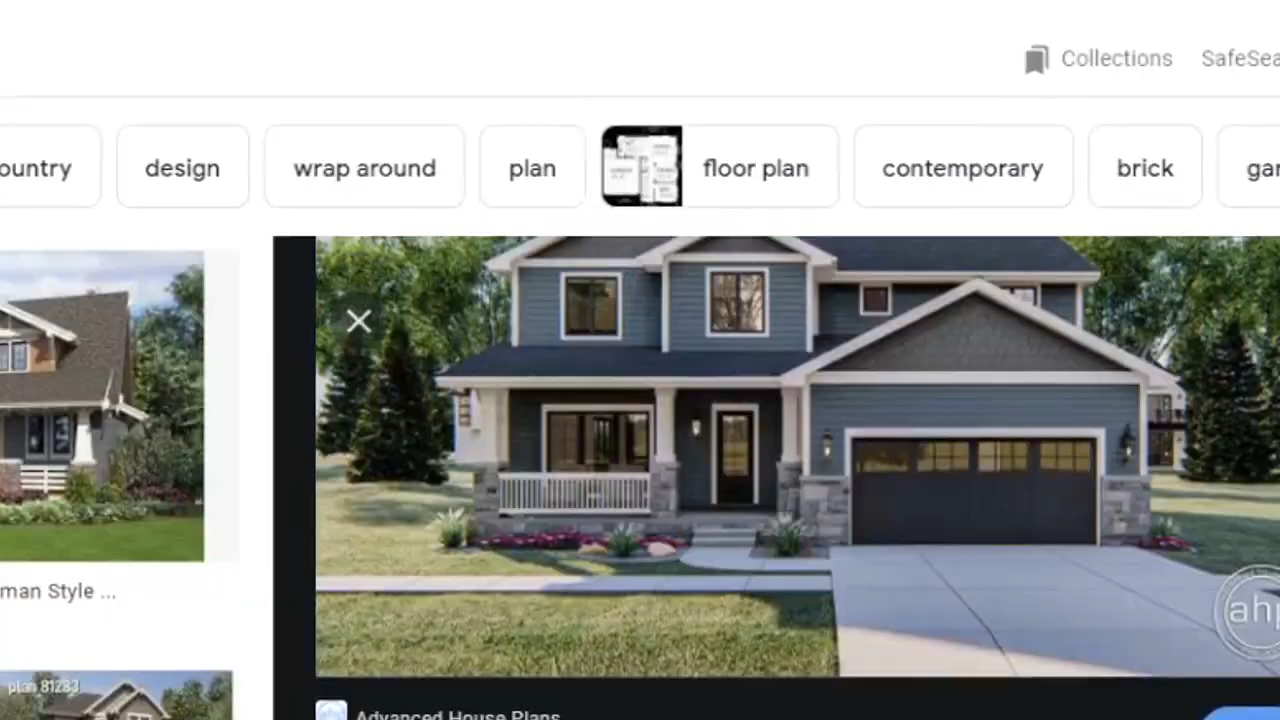 Collections SafeSea
ountry design wrap around plan floor plan contemporary brick gar
man Style ...
plan 81283
ahp
Advanced House Plans